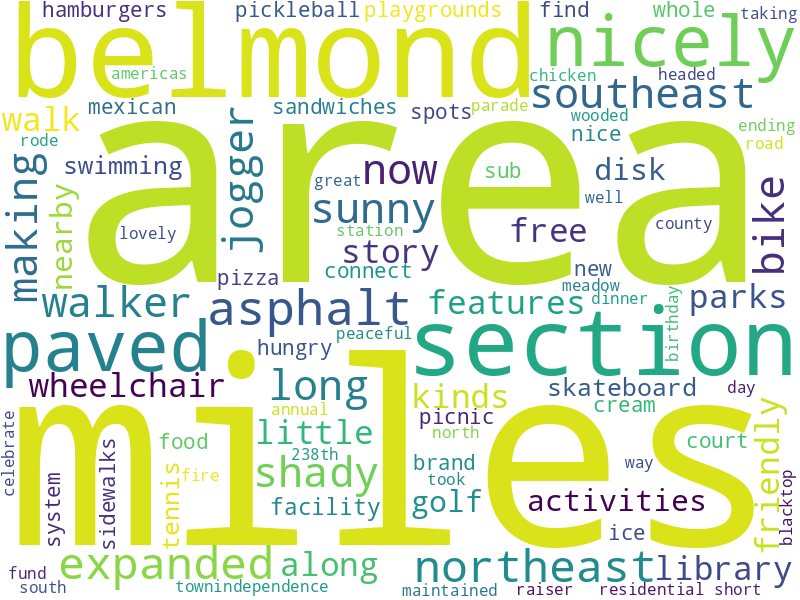 hamburgers pickleball playgrounds find whole taking
belmond nicely
americas chicken headed
southeast
mexican sandwiches spots parade
walk area wooded ending
rode jogger nice road
swimming now sub disk
making nearby great well bike
lovely sunny free county
station story
pizza connect new
walker features meadow parks
asphalt dinner
peaceful birthday
paved hungry section
wheelchair long skateboard day
miles kinds cream
annual picnic
celebrate food little north court friendly
238th brand way
system sidewalks tennis fire shady took
facility golf activities blacktop
ice
expanded along northeast library
fund
south townindependence maintained raiser residential short